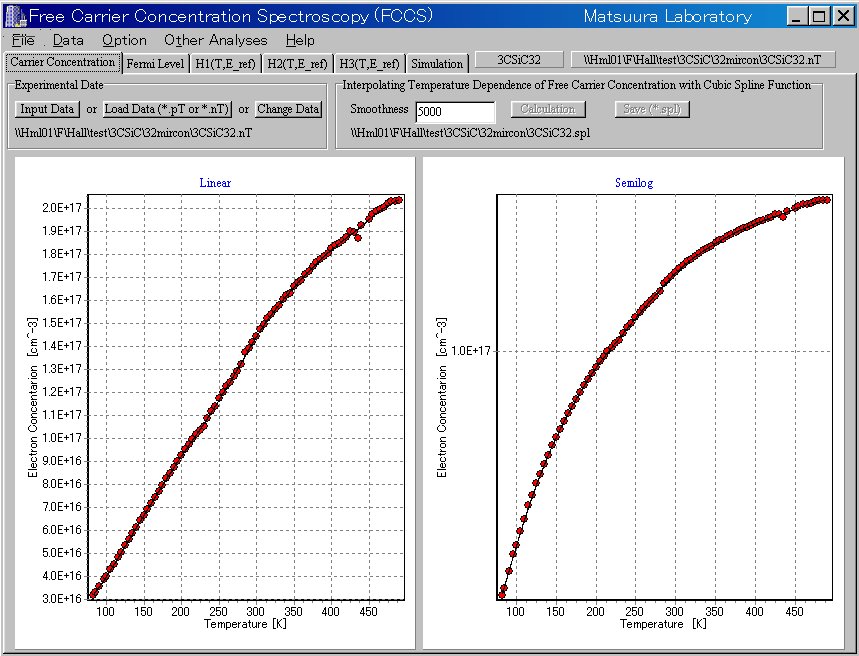 Free Carrier Concentration Spectroscopy (FCCS) Matsuura Laboratory
File Data Option Other Analyses Help
Carrier Concentration Fermi Level H1(T,E_ref) H2(T,E_ref) H3(T,E_ref) Simulation 3CSiC32 \\Hml01\F\Hall\test\3CSiC\32mircon\3CSiC32.nT
Experimental Date
Input Data or Load Data (*.pT or *.nT) or Change Data
\\Hml01\F\Hall\test\3CSiC\32mircon\3CSiC32.nT
Interpolating Temperature Dependence of Free Carrier Concentration with Cubic Spline Function
Smoothness 5000 Calculation Save (*.spl)
\\Hml01\F\Hall\test\3CSiC\32mircon\3CSiC32.spl
Linear
Electron Concentarion [cm^-3]
2.0E+17
1.9E+17
1.8E+17
1.7E+17
1.6E+17
1.5E+17
1.4E+17
1.3E+17
1.2E+17
1.1E+17
1.0E+17
9.0E+16
8.0E+16
7.0E+16
6.0E+16
5.0E+16
4.0E+16
3.0E+16
100 150 200 250 300 350 400 450
Temperature [K]
Semilog
Electron Concentarion [cm^-3]
1.0E+17
100 150 200 250 300 350 400 450
Temperature [K]